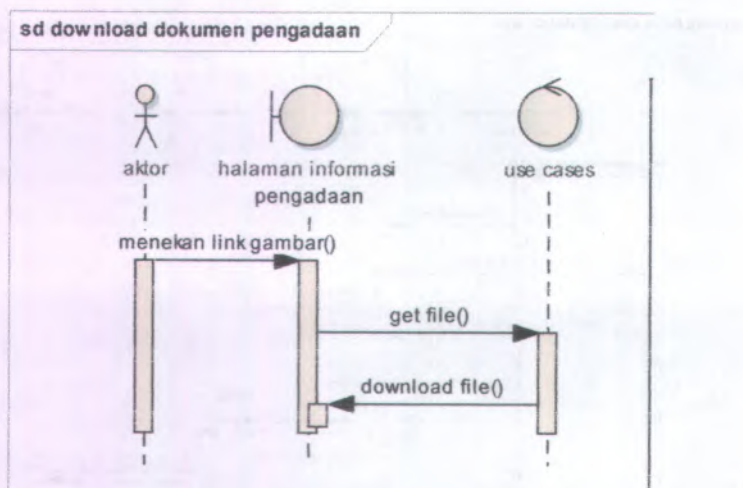 sd download dokumen pengadaan
aktor
halaman informasi
pengadaan
use cases
menekan link gambar()
get file()
download file()